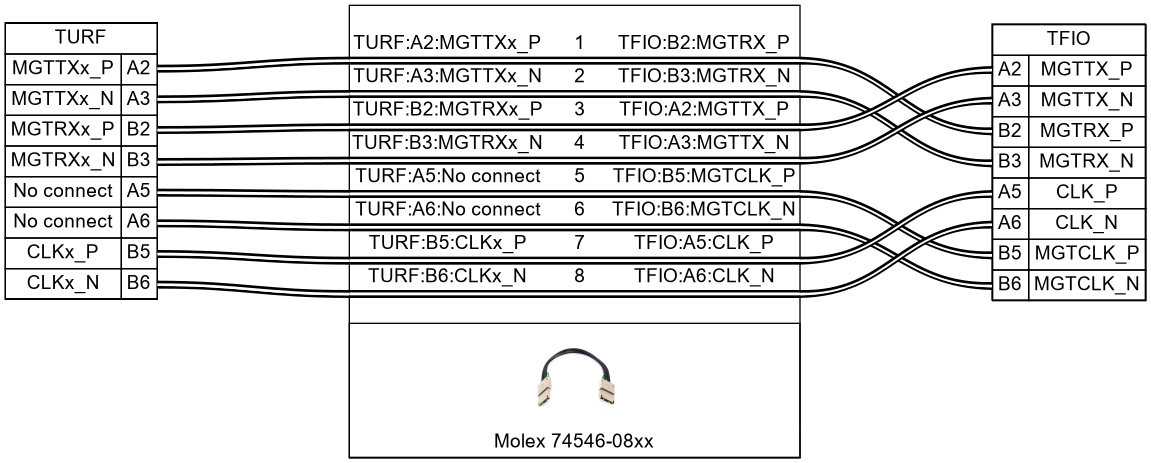 TURF
MGTTXx_P A2
MGTTXx_N A3
MGTRXx_P B2
MGTRXx_N B3
No connect A5
No connect A6
CLKx_P B5
CLKx_N B6
TURF:A2:MGTTXx_P 1 TFIO:B2:MGTRX_P
TURF:A3:MGTTXx_N 2 TFIO:B3:MGTRX_N
TURF:B2:MGTRXx_P 3 TFIO:A2:MGTTX_P
TURF:B3:MGTRXx_N 4 TFIO:A3:MGTTX_N
TURF:A5:No connect 5 TFIO:B5:MGTCLK_P
TURF:A6:No connect 6 TFIO:B6:MGTCLK_N
TURF:B5:CLKx_P 7 TFIO:A5:CLK_P
TURF:B6:CLKx_N 8 TFIO:A6:CLK_N
Molex 74546-08xx
TFIO
A2 MGTTX_P
A3 MGTTX_N
B2 MGTRX_P
B3 MGTRX_N
A5 CLK_P
A6 CLK_N
B5 MGTCLK_P
B6 MGTCLK_N